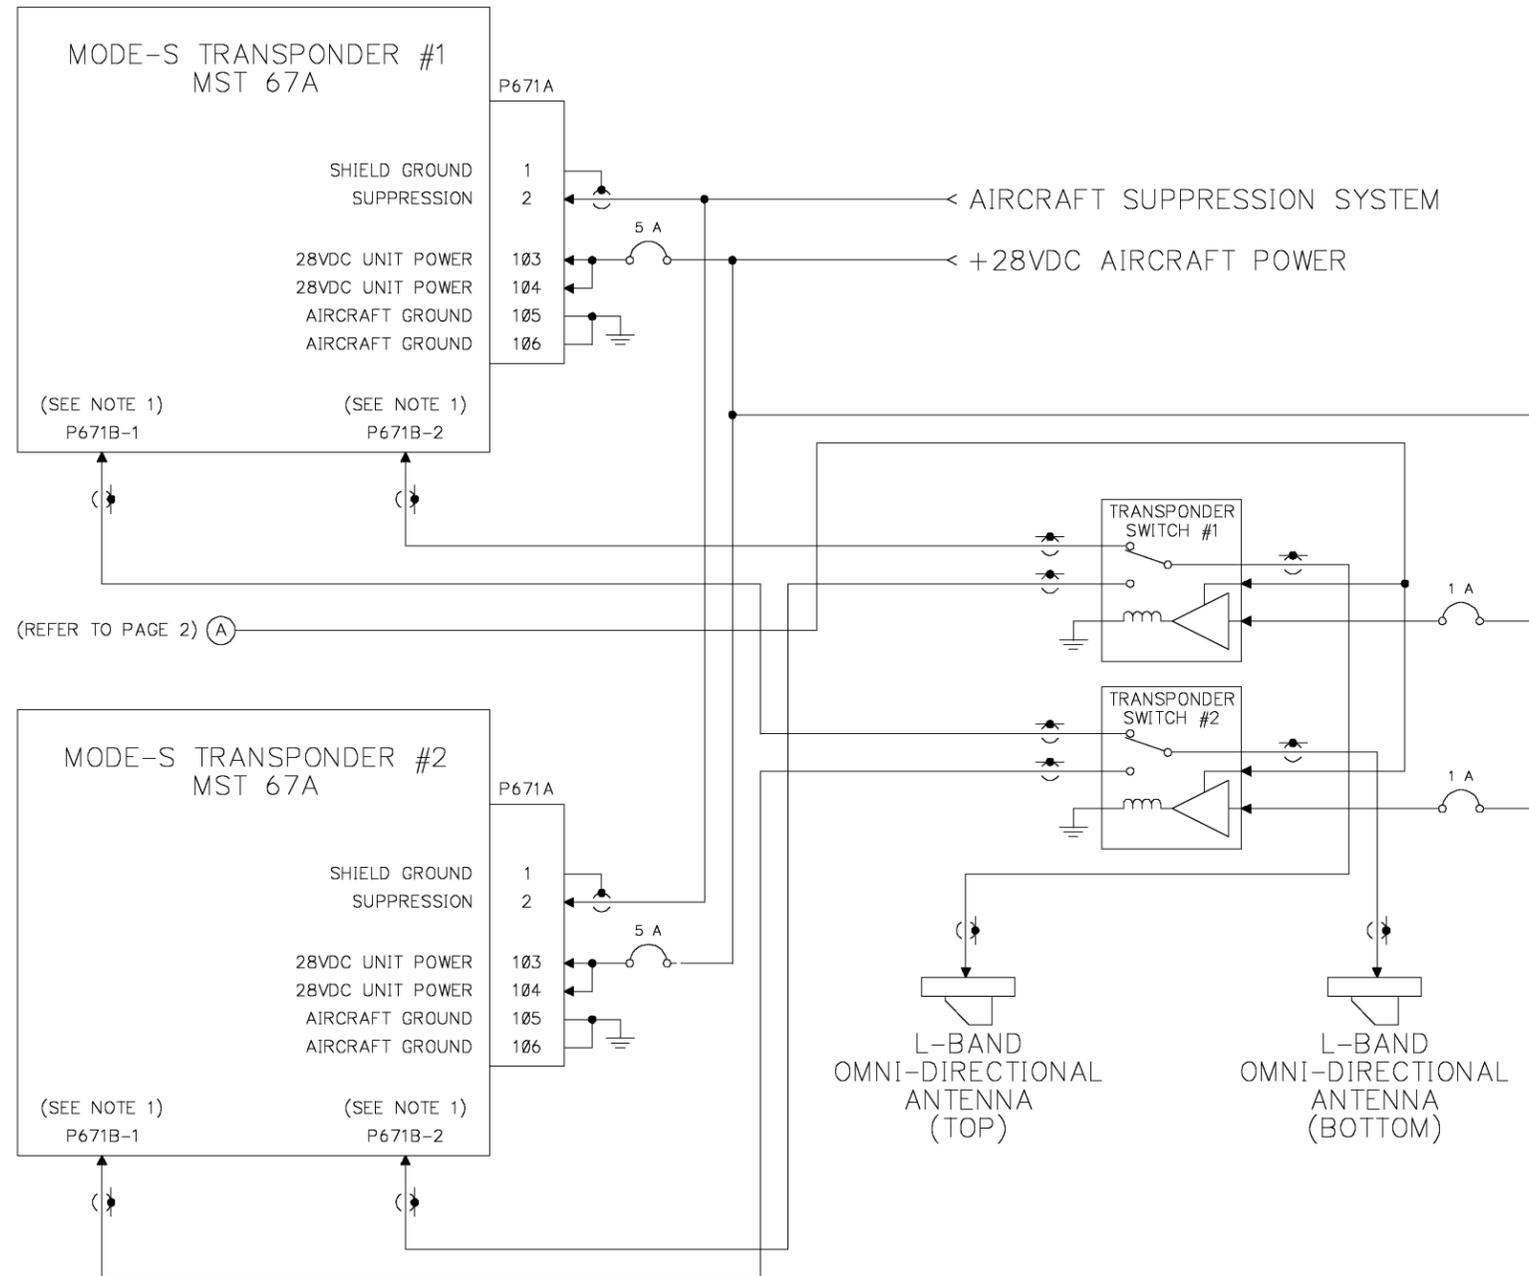 MODE-S TRANSPONDER #1
MST 67A
P671A
SHIELD GROUND 1
SUPPRESSION 2
AIRCRAFT SUPPRESSION SYSTEM
5 A
28VDC UNIT POWER 103
+28VDC AIRCRAFT POWER
28VDC UNIT POWER 104
AIRCRAFT GROUND 105
AIRCRAFT GROUND 106
(SEE NOTE 1) (SEE NOTE 1)
P671B-1 P671B-2
TRANSPONDER
SWITCH #1
1 A
(REFER TO PAGE 2) A
TRANSPONDER
SWITCH #2
1 A
MODE-S TRANSPONDER #2
MST 67A
P671A
SHIELD GROUND 1
SUPPRESSION 2
5 A
28VDC UNIT POWER 103
28VDC UNIT POWER 104
AIRCRAFT GROUND 105
AIRCRAFT GROUND 106
(SEE NOTE 1) (SEE NOTE 1)
P671B-1 P671B-2
L-BAND
OMNI-DIRECTIONAL
ANTENNA
(TOP)
L-BAND
OMNI-DIRECTIONAL
ANTENNA
(BOTTOM)